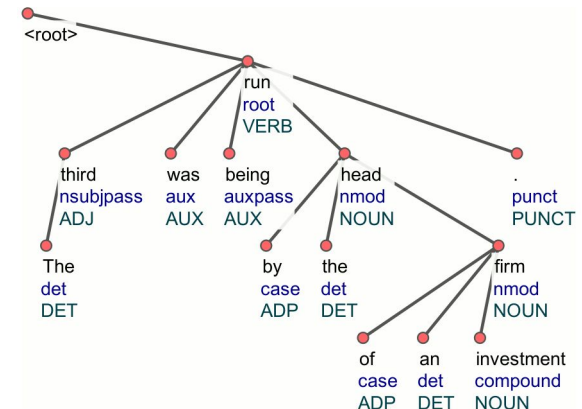 <root>
run
root
VERB
third was being head .
nsubjpass aux auxpass nmod punct
ADJ AUX AUX NOUN PUNCT
The by the firm
det case det nmod
DET ADP DET NOUN
of an investment
case det compound
ADP DET NOUN